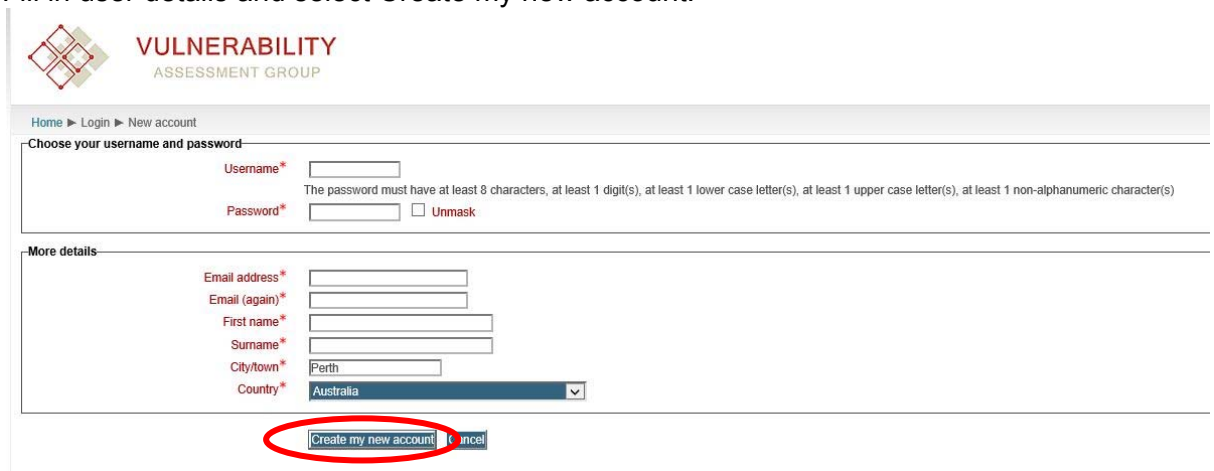 Fill in user details and select Create my new account.
VULNERABILITY
ASSESSMENT GROUP
Home ► Login ► New account
Choose your username and password
Username*
The password must have at least 8 characters, at least 1 digit(s), at least 1 lower case letter(s), at least 1 upper case letter(s), at least 1 non-alphanumeric character(s)
Password* Unmask
More details
Email address*
Email (again)*
First name*
Surname*
City/town* Perth
Country* Australia
Create my new account Cancel